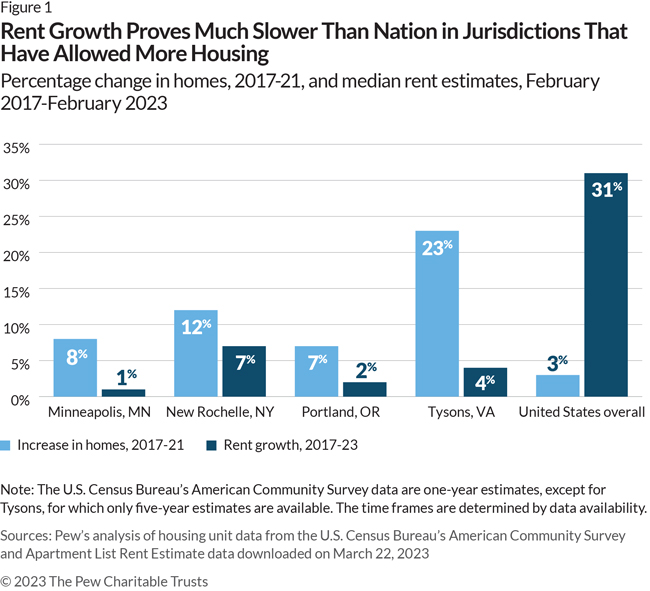 Figure 1
Rent Growth Proves Much Slower Than Nation in Jurisdictions That
Have Allowed More Housing
Percentage change in homes, 2017-21, and median rent estimates, February
2017-February 2023
35%
30%
25%
20%
15%
10%
5%
0%
8%
1%
12%
7%
7%
2%
23%
4%
3%
31%
Minneapolis, MN
New Rochelle, NY
Portland, OR
Tysons, VA
United States overall
Increase in homes, 2017-21
Rent growth, 2017-23
Note: The U.S. Census Bureau’s American Community Survey data are one-year estimates, except for
Tysons, for which only five-year estimates are available. The time frames are determined by data availability.
Sources: Pew’s analysis of housing unit data from the U.S. Census Bureau’s American Community Survey
and Apartment List Rent Estimate data downloaded on March 22, 2023
© 2023 The Pew Charitable Trusts